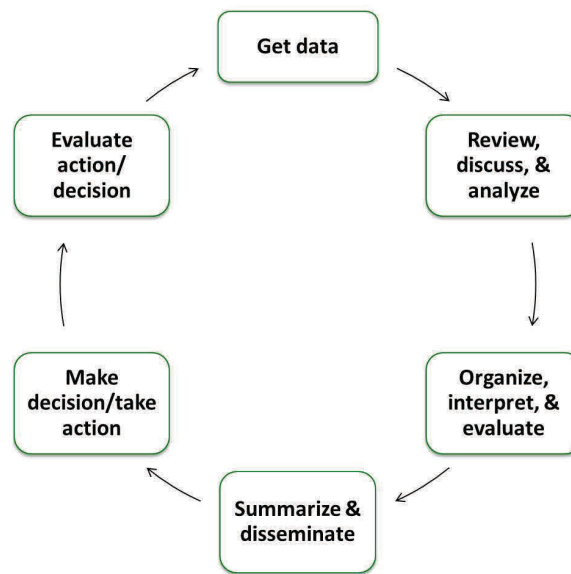 Get data
Review,
discuss, &
analyze
Organize,
interpret, &
evaluate
Summarize &
disseminate
Make
decision/take
action
Evaluate
action/
decision